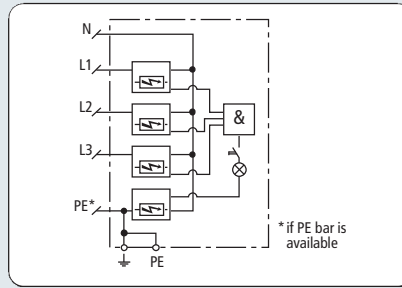 N
L1
L2
L3
PE*
&
PE
* if PE bar is
available